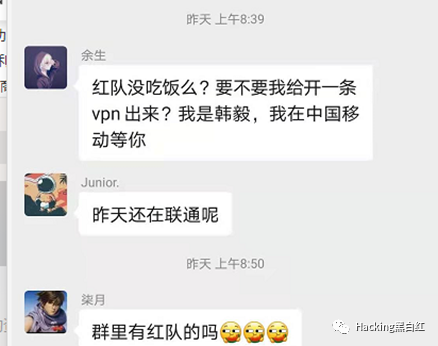 昨天 上午8:39
余生
红队没吃饭么？要不要我给开一条
vpn 出来？我是韩毅，我在中国移
动等你
Junior.
昨天还在联通呢
昨天 上午8:50
柒月
群里有红队的吗
Hacking黑白红